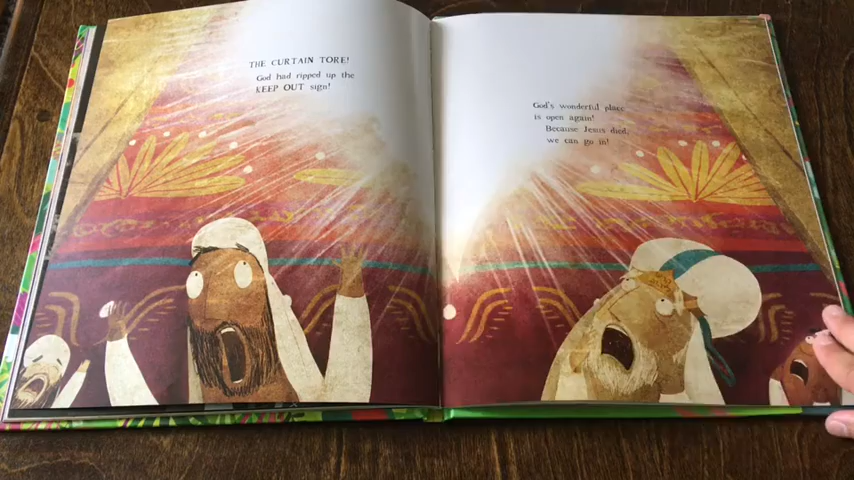 THE CURTAIN TORE!
God had ripped up the
KEEP OUT sign!
God's wonderful place
is open again!
Because Jesus died,
we can go in!